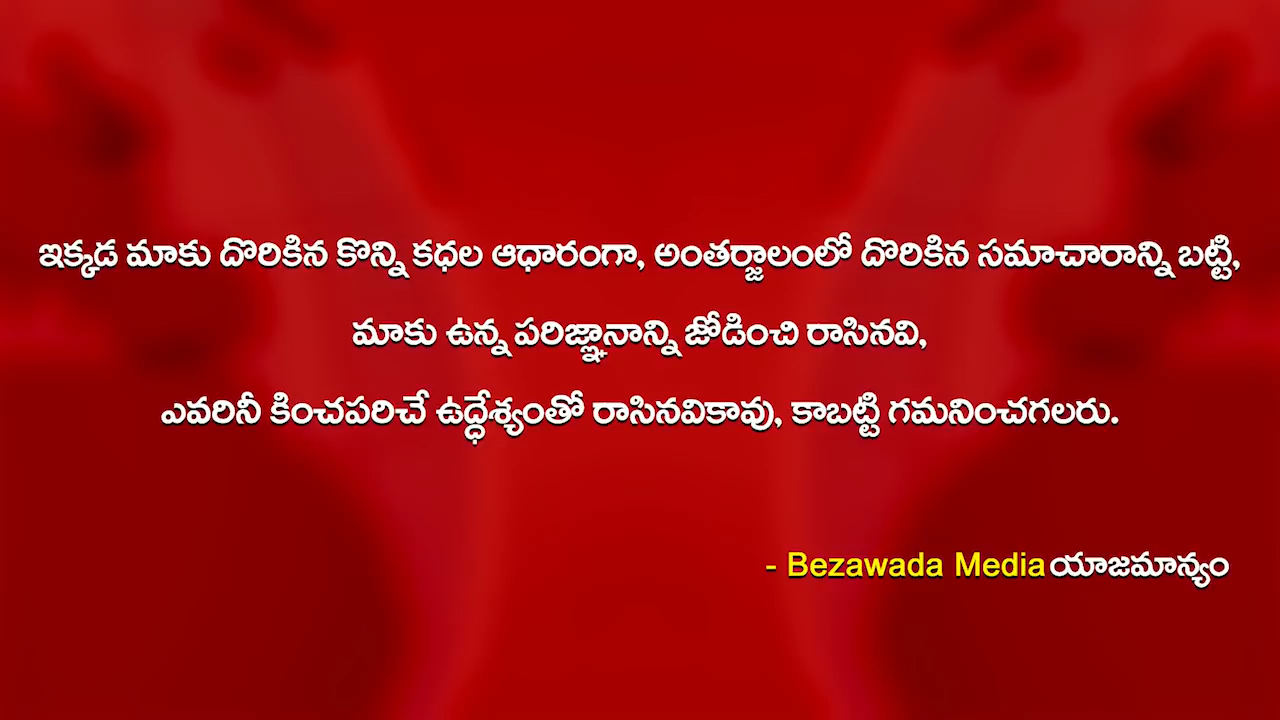 ఇక్కడ మాకు దొరికిన కొన్ని కధల ఆధారంగా, అంతర్జాలంలో దొరికిన సమాచారాన్ని బట్టి,
మాకు ఉన్న పరిజ్ఞానాన్ని జోడించి రాసినవి,
ఎవరినీ కించపరిచే ఉద్ధేశ్యంతో రాసినవికావు, కాబట్టి గమనించగలరు.
- Bezawada Media యాజమాన్యం